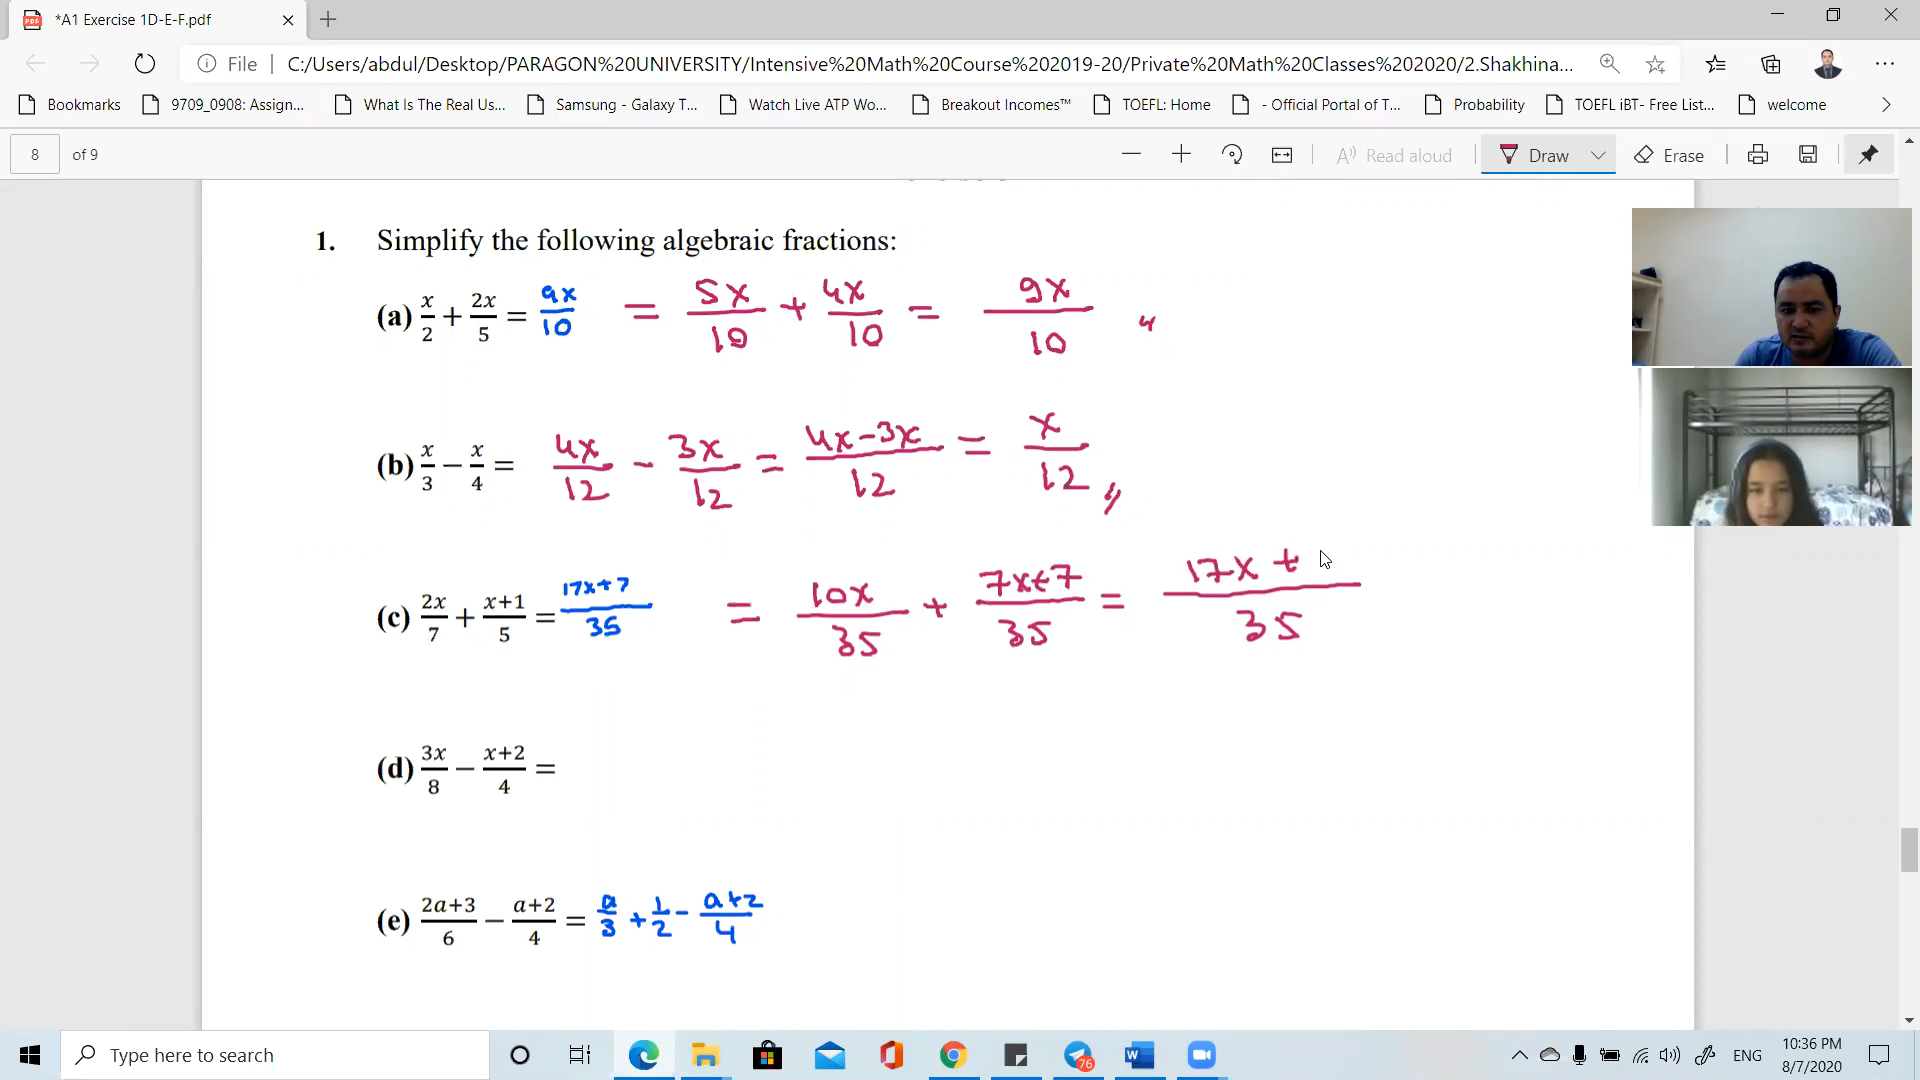 *A1 Exercise 1D-E-F.pdf
File C:/Users/abdul/Desktop/PARAGON%20UNIVERSITY/Intensive%20Math%20Course%202019-20/Private%20Math%20Classes%202020/2.Shakhina...
Bookmarks 9709_0908: Assign... What Is The Real Us... Samsung - Galaxy T... Watch Live ATP Wo... Breakout Incomes™ TOEFL: Home - Official Portal of T... Probability TOEFL iBT- Free List... welcome
8 of 9 Read aloud Draw Erase
1. Simplify the following algebraic fractions:
(a) x/2 + 2x/5 = 9x/10 = 5x/10 + 4x/10 = 9x/10
(b) x/3 − x/4 = 4x/12 - 3x/12 = 4x-3x/12 = x/12
(c) 2x/7 + x+1/5 = 17x+7/35 = 10x/35 + 7x+7/35 = 17x +/35
(d) 3x/8 − x+2/4 =
(e) 2a+3/6 − a+2/4 = a/3 + 1/2 - a+2/4
Type here to search
76
ENG
10:36 PM
8/7/2020